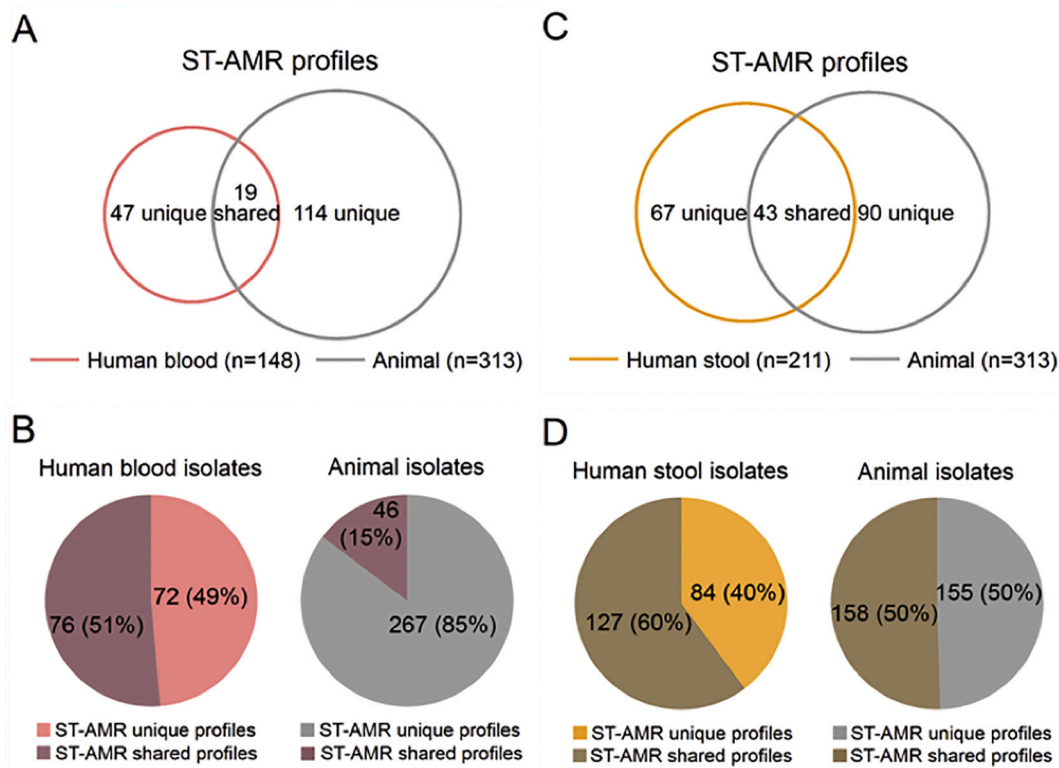 A
ST-AMR profiles
47 unique
19
shared
114 unique
Human blood (n=148)
Animal (n=313)
C
ST-AMR profiles
67 unique
43 shared
90 unique
Human stool (n=211)
Animal (n=313)
B
Human blood isolates
76 (51%)
72 (49%)
ST-AMR unique profiles
ST-AMR shared profiles
Animal isolates
46
(15%)
267 (85%)
ST-AMR unique profiles
ST-AMR shared profiles
D
Human stool isolates
84 (40%)
127 (60%)
ST-AMR unique profiles
ST-AMR shared profiles
Animal isolates
155 (50%)
158 (50%)
ST-AMR unique profiles
ST-AMR shared profiles